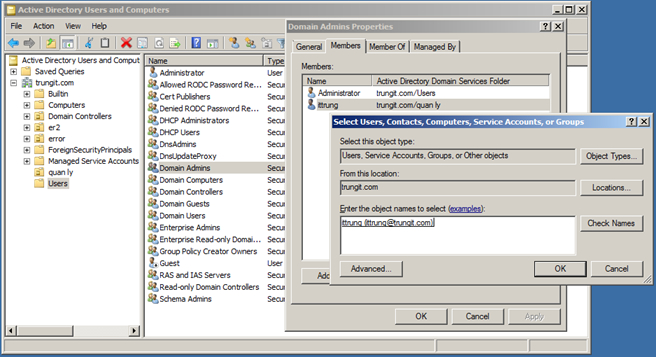 Active Directory Users and Computers
File Action View Help
Active Directory Users and Comput
Saved Queries
trungit.com
Builtin
Computers
Domain Controllers
er2
error
ForeignSecurityPrincipals
Managed Service Accounts
quan ly
Users
Name Type
Administrator User
Allowed RODC Password Re... Secu
Cert Publishers Secu
Denied RODC Password Re... Secu
DHCP Administrators Secu
DHCP Users Secu
DnsAdmins Secu
DnsUpdateProxy Secu
Domain Admins Secu
Domain Computers Secu
Domain Controllers Secu
Domain Guests Secu
Domain Users Secu
Enterprise Admins Secu
Enterprise Read-only Domai... Secu
Group Policy Creator Owners Secu
Guest User
RAS and IAS Servers Secu
Read-only Domain Controllers Secu
Schema Admins Secu
Domain Admins Properties
General Members Member Of Managed By
Members:
Name Active Directory Domain Services Folder
Administrator trungit.com/Users
ittrung trungit.com/quan ly
Add
OK Cancel Apply
Select Users, Contacts, Computers, Service Accounts, or Groups
Select this object type:
Users, Service Accounts, Groups, or Other objects Object Types...
From this location:
trungit.com Locations...
Enter the object names to select (examples):
ittrung (ittrung@trungit.com) Check Names
Advanced... OK Cancel